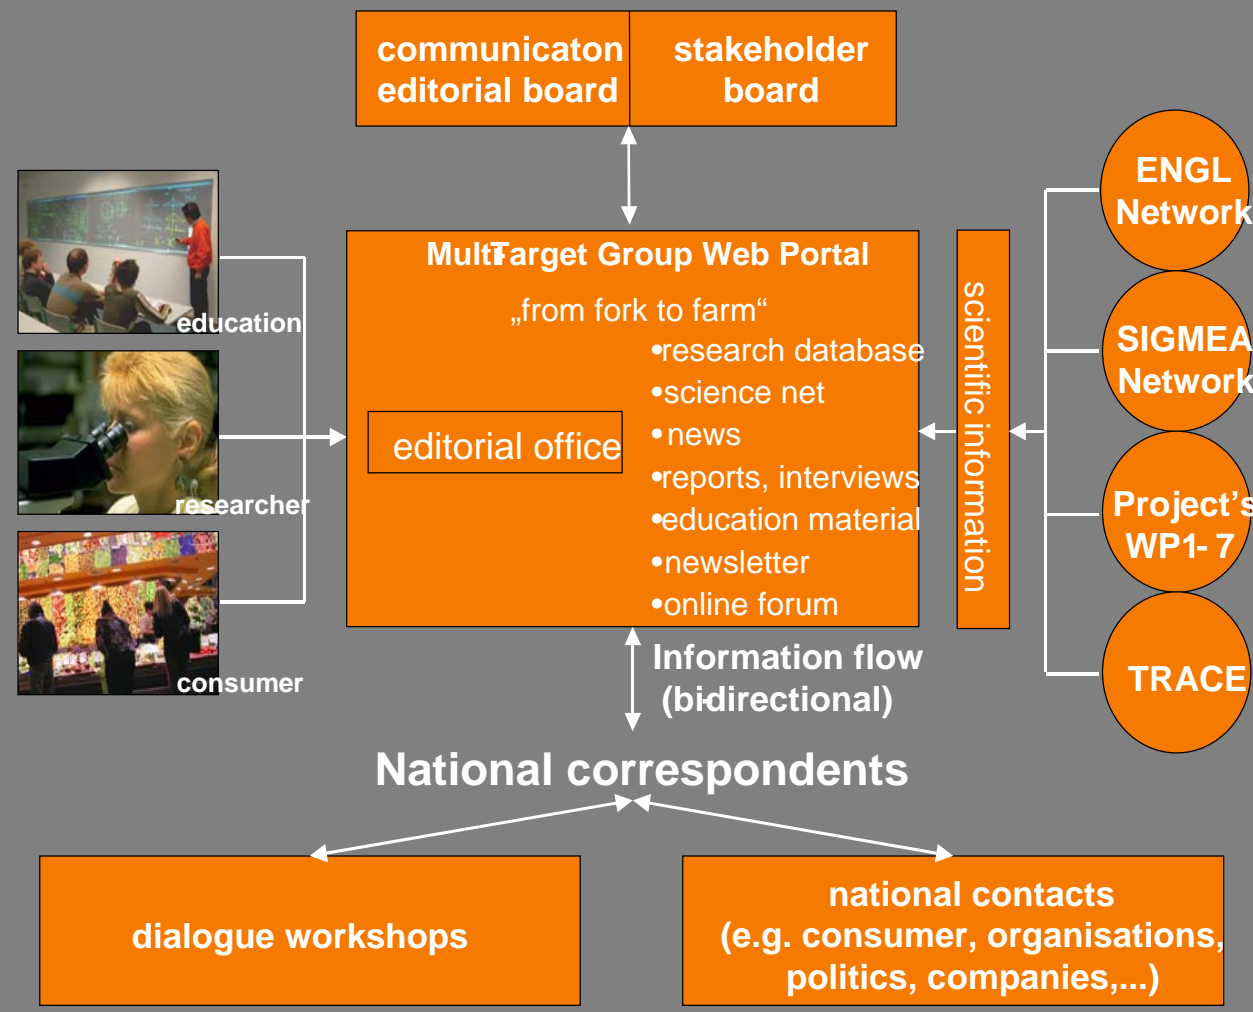 communicaton
editorial board
stakeholder
board
education
researcher
consumer
Multi-Target Group Web Portal
„from fork to farm“
editorial office
•research database
•science net
•news
•reports, interviews
•education material
•newsletter
•online forum
scientific information
ENGL
Network
SIGMEA
Network
Project's
WP1-7
TRACE
Information flow
(bi-directional)
National correspondents
dialogue workshops
national contacts
(e.g. consumer, organisations,
politics, companies,...)